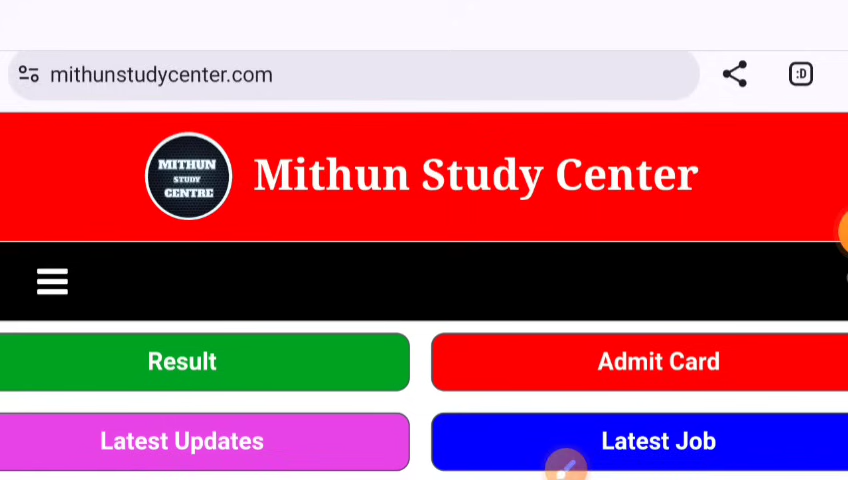 mithunstudycenter.com
:D
MITHUN
STUDY
CENTRE
Mithun Study Center
Result
Admit Card
Latest Updates
Latest Job